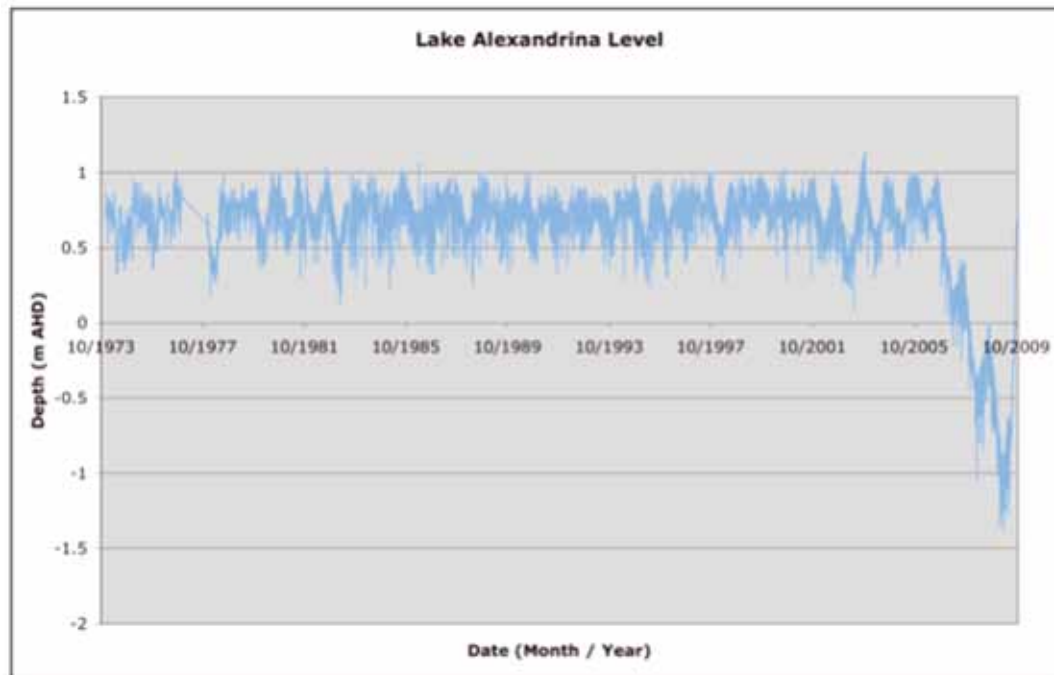 Lake Alexandrina Level
1.5
1
0.5
0
-0.5
-1
-1.5
-2
Depth (m AHD)
10/1973 10/1977 10/1981 10/1985 10/1989 10/1993 10/1997 10/2001 10/2005 10/2009
Date (Month / Year)